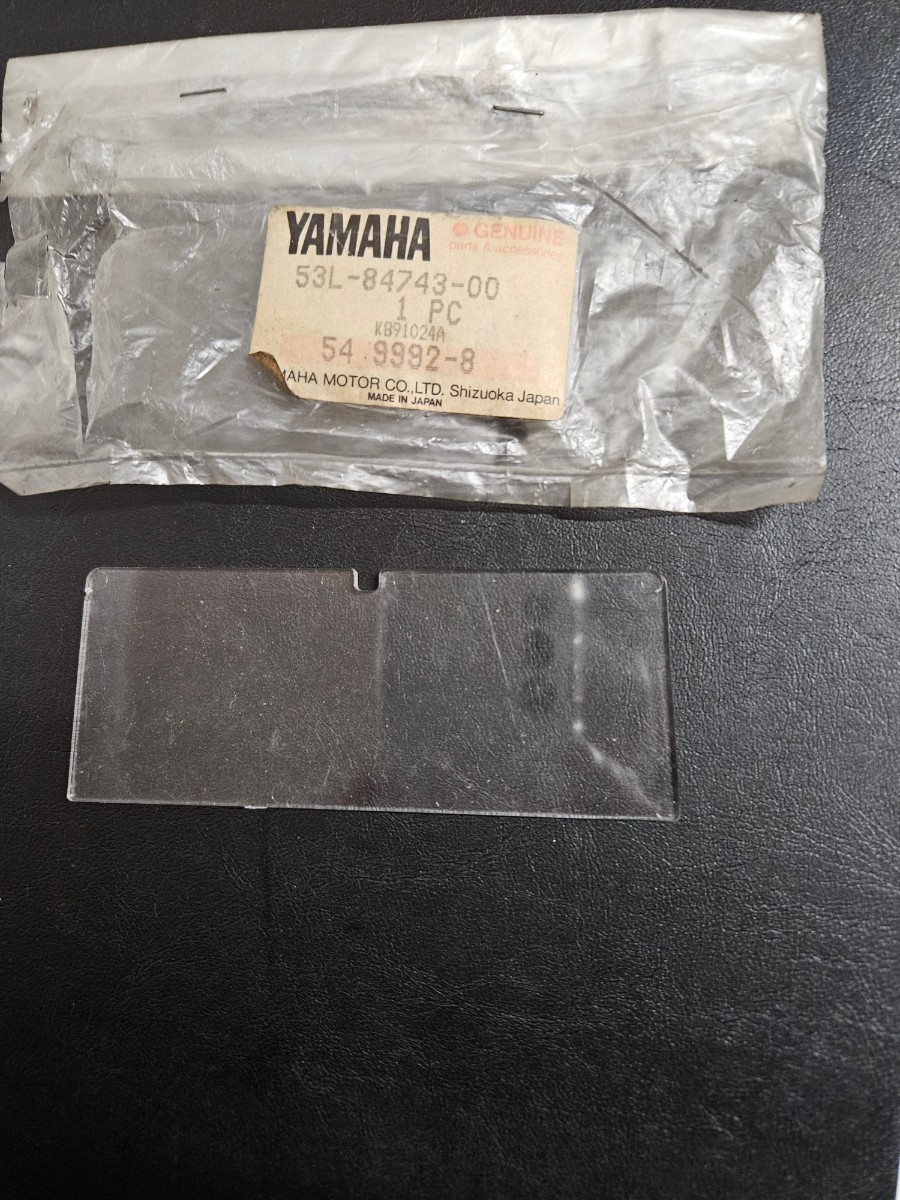 YAMAHA
GENUINE
parts & accessories
53L-84743-00
1 PC
K891024A
54 9992-8
MAHA MOTOR CO.,LTD. Shizuoka Japan
MADE IN JAPAN